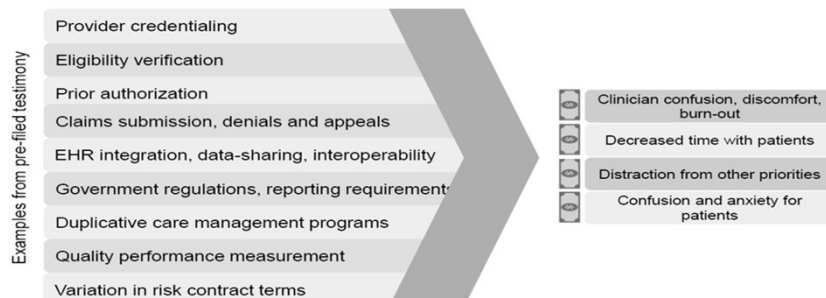 Examples from pre-filed testimony
Provider credentialing
Eligibility verification
Prior authorization
Claims submission, denials and appeals
EHR integration, data-sharing, interoperability
Government regulations, reporting requirements
Duplicative care management programs
Quality performance measurement
Variation in risk contract terms
Clinician confusion, discomfort,
burn-out
Decreased time with patients
Distraction from other priorities
Confusion and anxiety for
patients